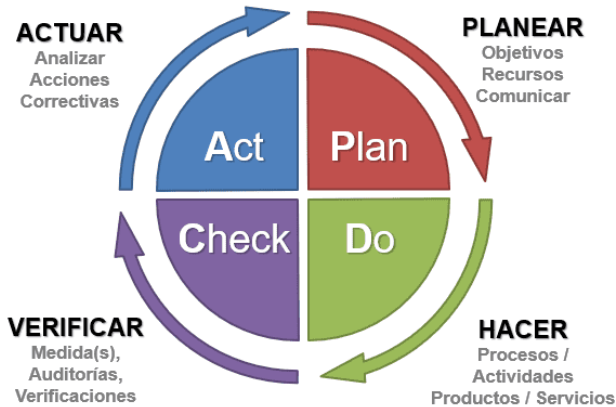 ACTUAR
Analizar
Acciones
Correctivas
PLANEAR
Objetivos
Recursos
Comunicar
Act
Plan
Check
Do
VERIFICAR
Medida(s),
Auditorías,
Verificaciones
HACER
Procesos /
Actividades
Productos / Servicios